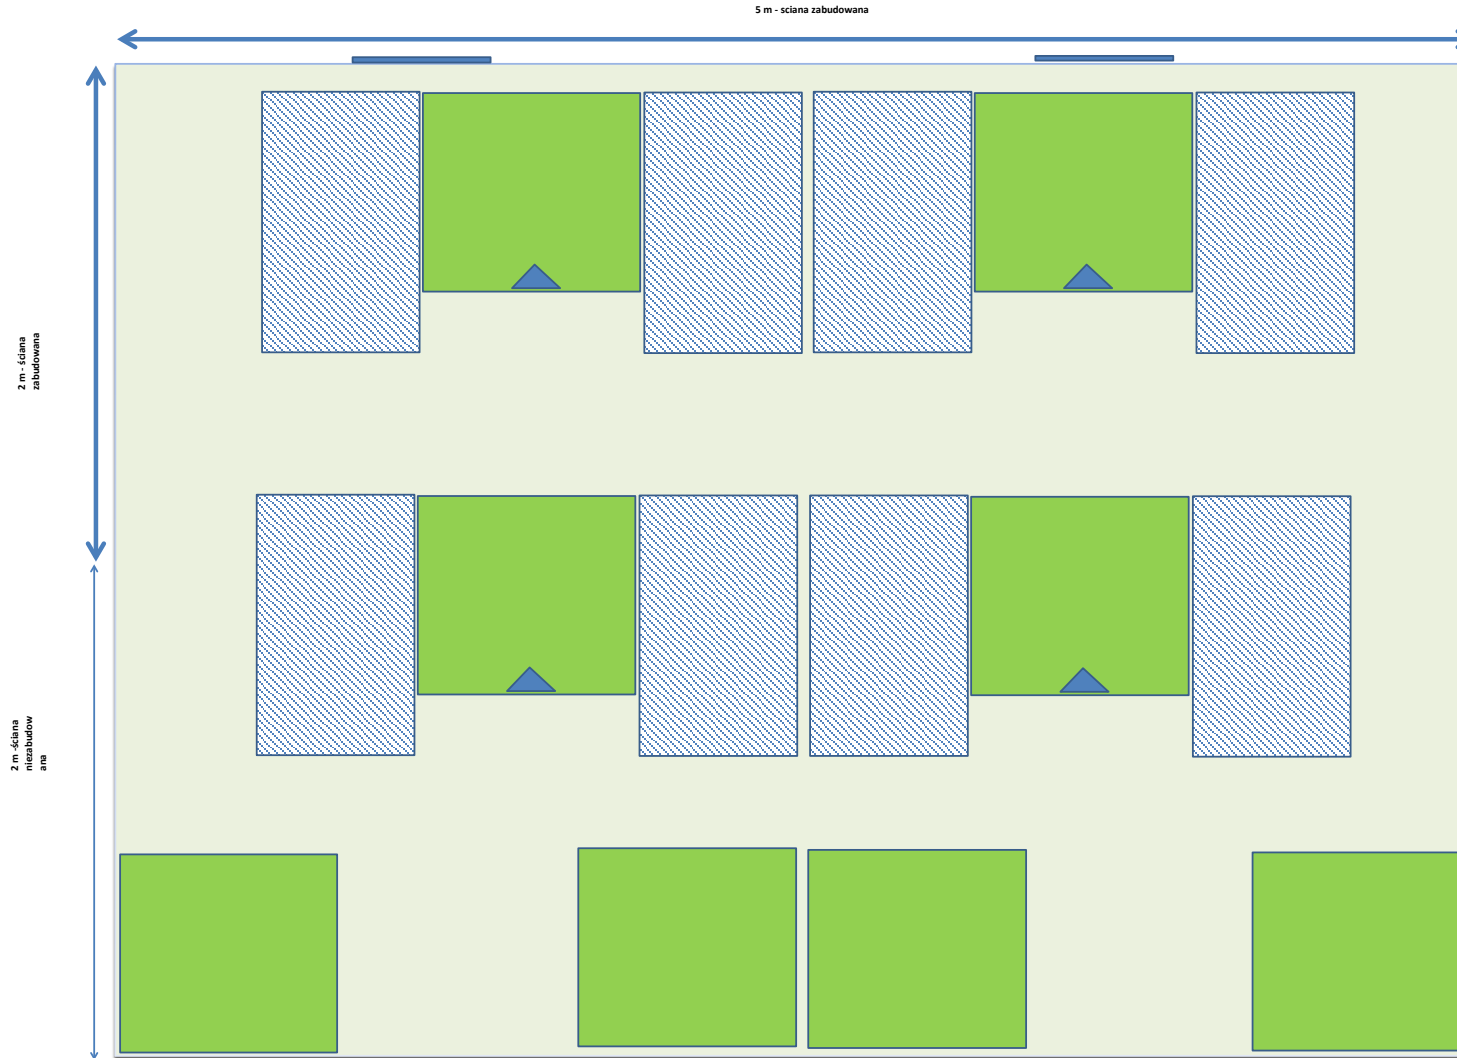 5 m - sciana zabudowana
2 m - ściana
zabudowana
2 m -ściana
niezabudow
ana